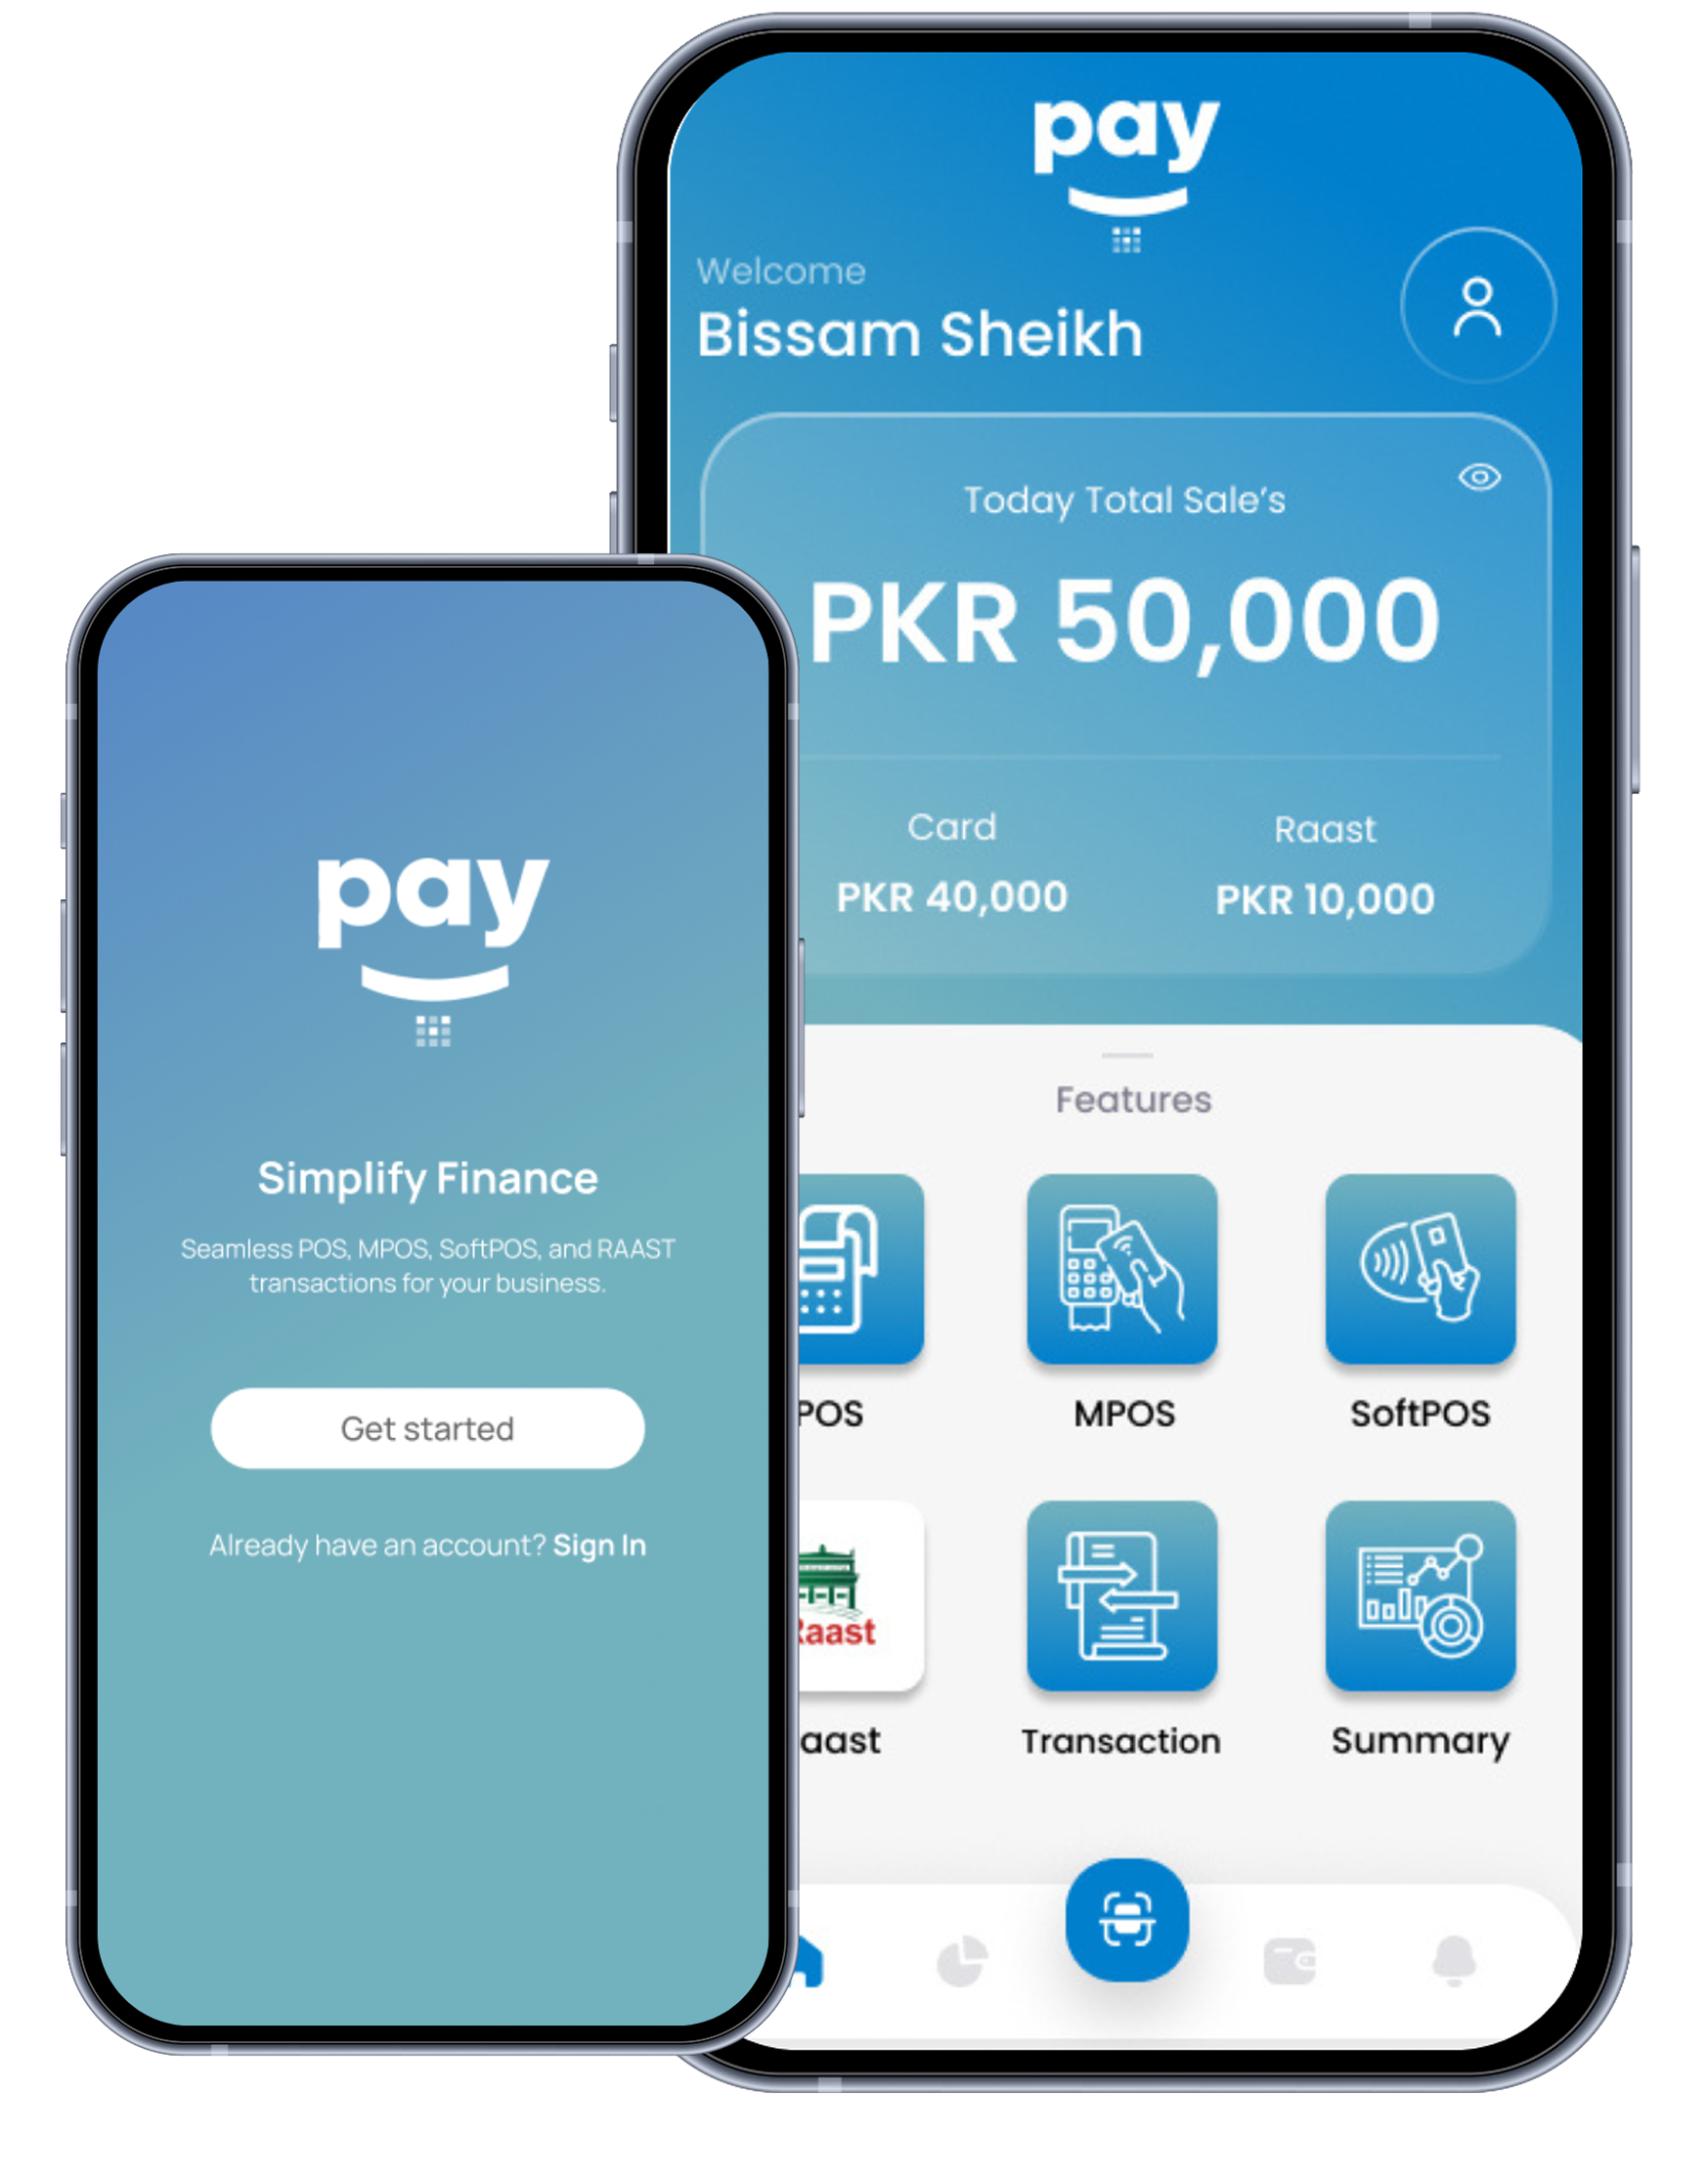 pay
Welcome
Bissam Sheikh
Today Total Sale's
PKR 50,000
Card
Raast
PKR 40,000
PKR 10,000
Features
POS
MPOS
SoftPOS
Raast
aast
Transaction
Summary
pay
Simplify Finance
Seamless POS, MPOS, SoftPOS, and RAAST
transactions for your business.
Get started
Already have an account? Sign In